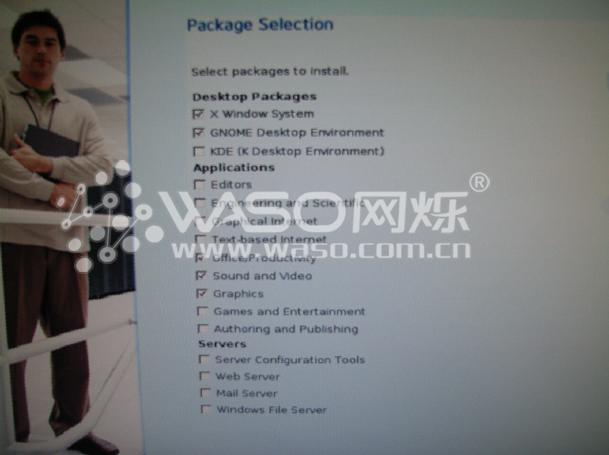 Package Selection
Select packages to install.
Desktop Packages
X Window System
GNOME Desktop Environment
KDE (K Desktop Environment)
Applications
Editors
Engineering and Scientific
Graphical Internet
Text-based Internet
Office/Productivity
Sound and Video
Graphics
Games and Entertainment
Authoring and Publishing
Servers
Server Configuration Tools
Web Server
Mail Server
Windows File Server
WASO网烁®
www.waso.com.cn